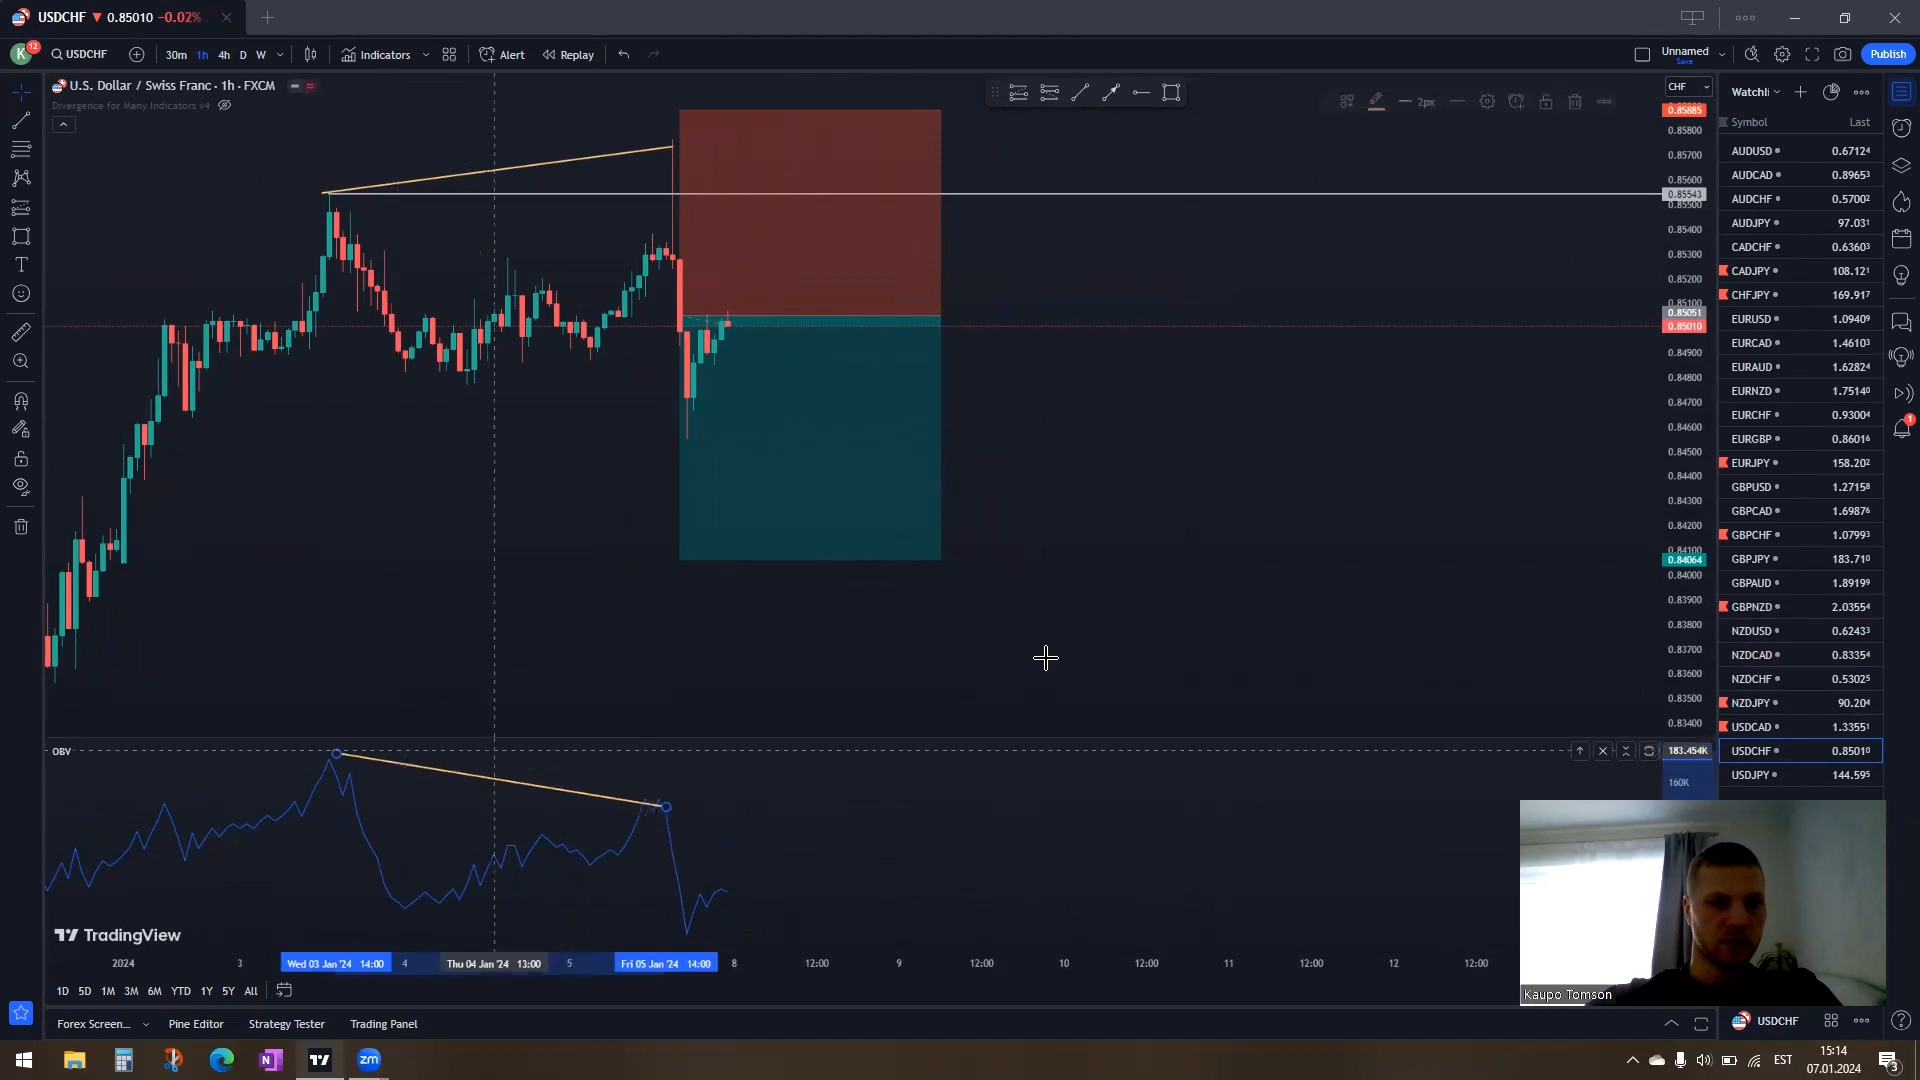 USDCHF ▼ 0.85010 −0.02%
K 12 USDCHF 30m 1h 4h D W Indicators Alert Replay Unnamed Save Publish
U.S. Dollar / Swiss Franc · 1h · FXCM
Divergence for Many Indicators v4
2px
CHF
0.85885
0.85800
0.85700
0.85600
0.85543
0.85500
0.85400
0.85300
0.85200
0.85100
0.85051
0.85010
0.84900
0.84800
0.84700
0.84600
0.84500
0.84400
0.84300
0.84200
0.84100
0.84064
0.84000
0.83900
0.83800
0.83700
0.83600
0.83500
0.83400
Watchli
Symbol Last
AUDUSD 0.67124
AUDCAD 0.89653
AUDCHF 0.57002
AUDJPY 97.031
CADCHF 0.63603
CADJPY 108.121
CHFJPY 169.917
EURUSD 1.09409
EURCAD 1.46103
EURAUD 1.62824
EURNZD 1.75140
EURCHF 0.93004
EURGBP 0.86016
EURJPY 158.202
GBPUSD 1.27158
GBPCAD 1.69876
GBPCHF 1.07993
GBPJPY 183.710
GBPAUD 1.89199
GBPNZD 2.03554
NZDUSD 0.62433
NZDCAD 0.83354
NZDCHF 0.53025
NZDJPY 90.204
USDCAD 1.33551
USDCHF 0.85010
USDJPY 144.595
1
OBV
183.454K
160K
TradingView
2024 3 Wed 03 Jan '24 14:00 4 Thu 04 Jan '24 13:00 5 Fri 05 Jan '24 14:00 8 12:00 9 12:00 10 12:00 11 12:00 12 12:00
Kaupo Tomson
1D 5D 1M 3M 6M YTD 1Y 5Y All
Forex Screen... Pine Editor Strategy Tester Trading Panel
USDCHF
N
zm
EST
15:14
07.01.2024
3